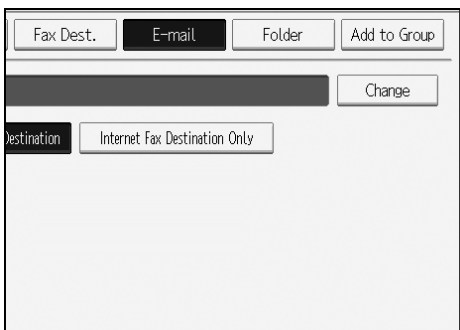 Fax Dest. E-mail Folder Add to Group
Change
Destination Internet Fax Destination Only